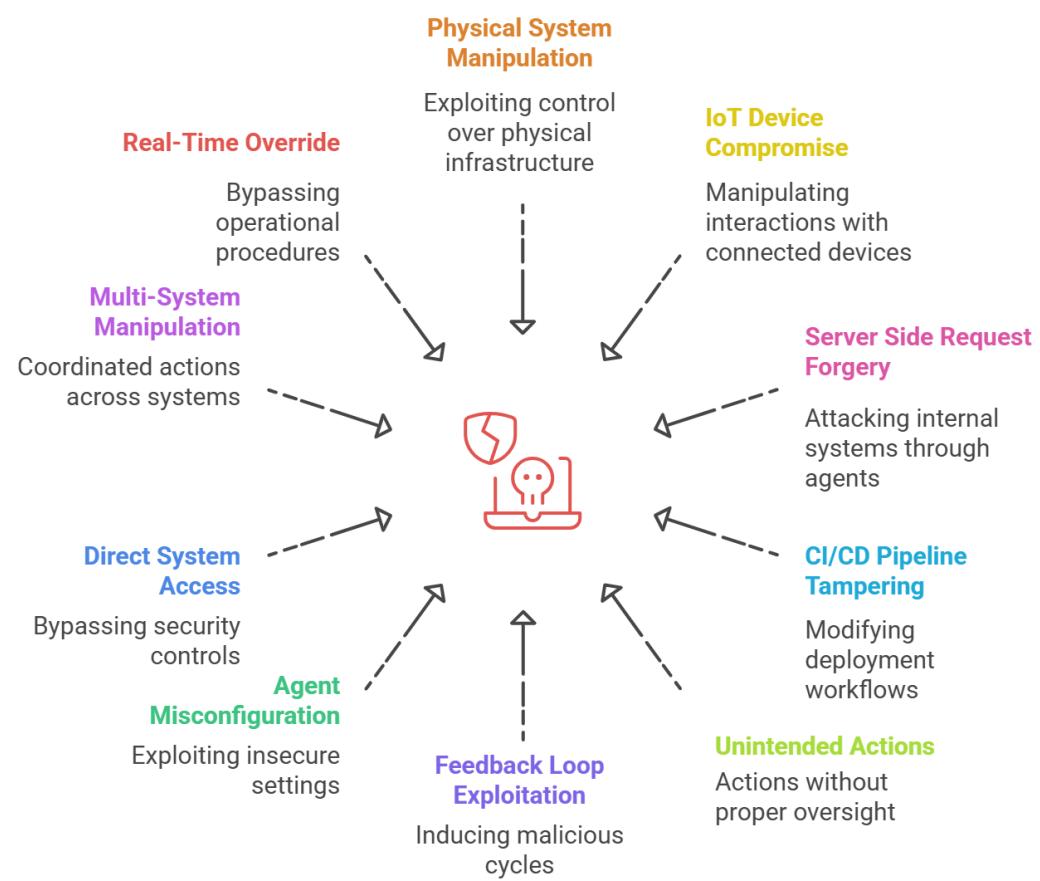 Physical System
Manipulation
Exploiting control
over physical
infrastructure
IoT Device
Compromise
Manipulating
interactions with
connected devices
Server Side Request
Forgery
Attacking internal
systems through
agents
CI/CD Pipeline
Tampering
Modifying
deployment
workflows
Unintended Actions
Actions without
proper oversight
Feedback Loop
Exploitation
Inducing malicious
cycles
Agent
Misconfiguration
Exploiting insecure
settings
Direct System
Access
Bypassing security
controls
Multi-System
Manipulation
Coordinated actions
across systems
Real-Time Override
Bypassing
operational
procedures